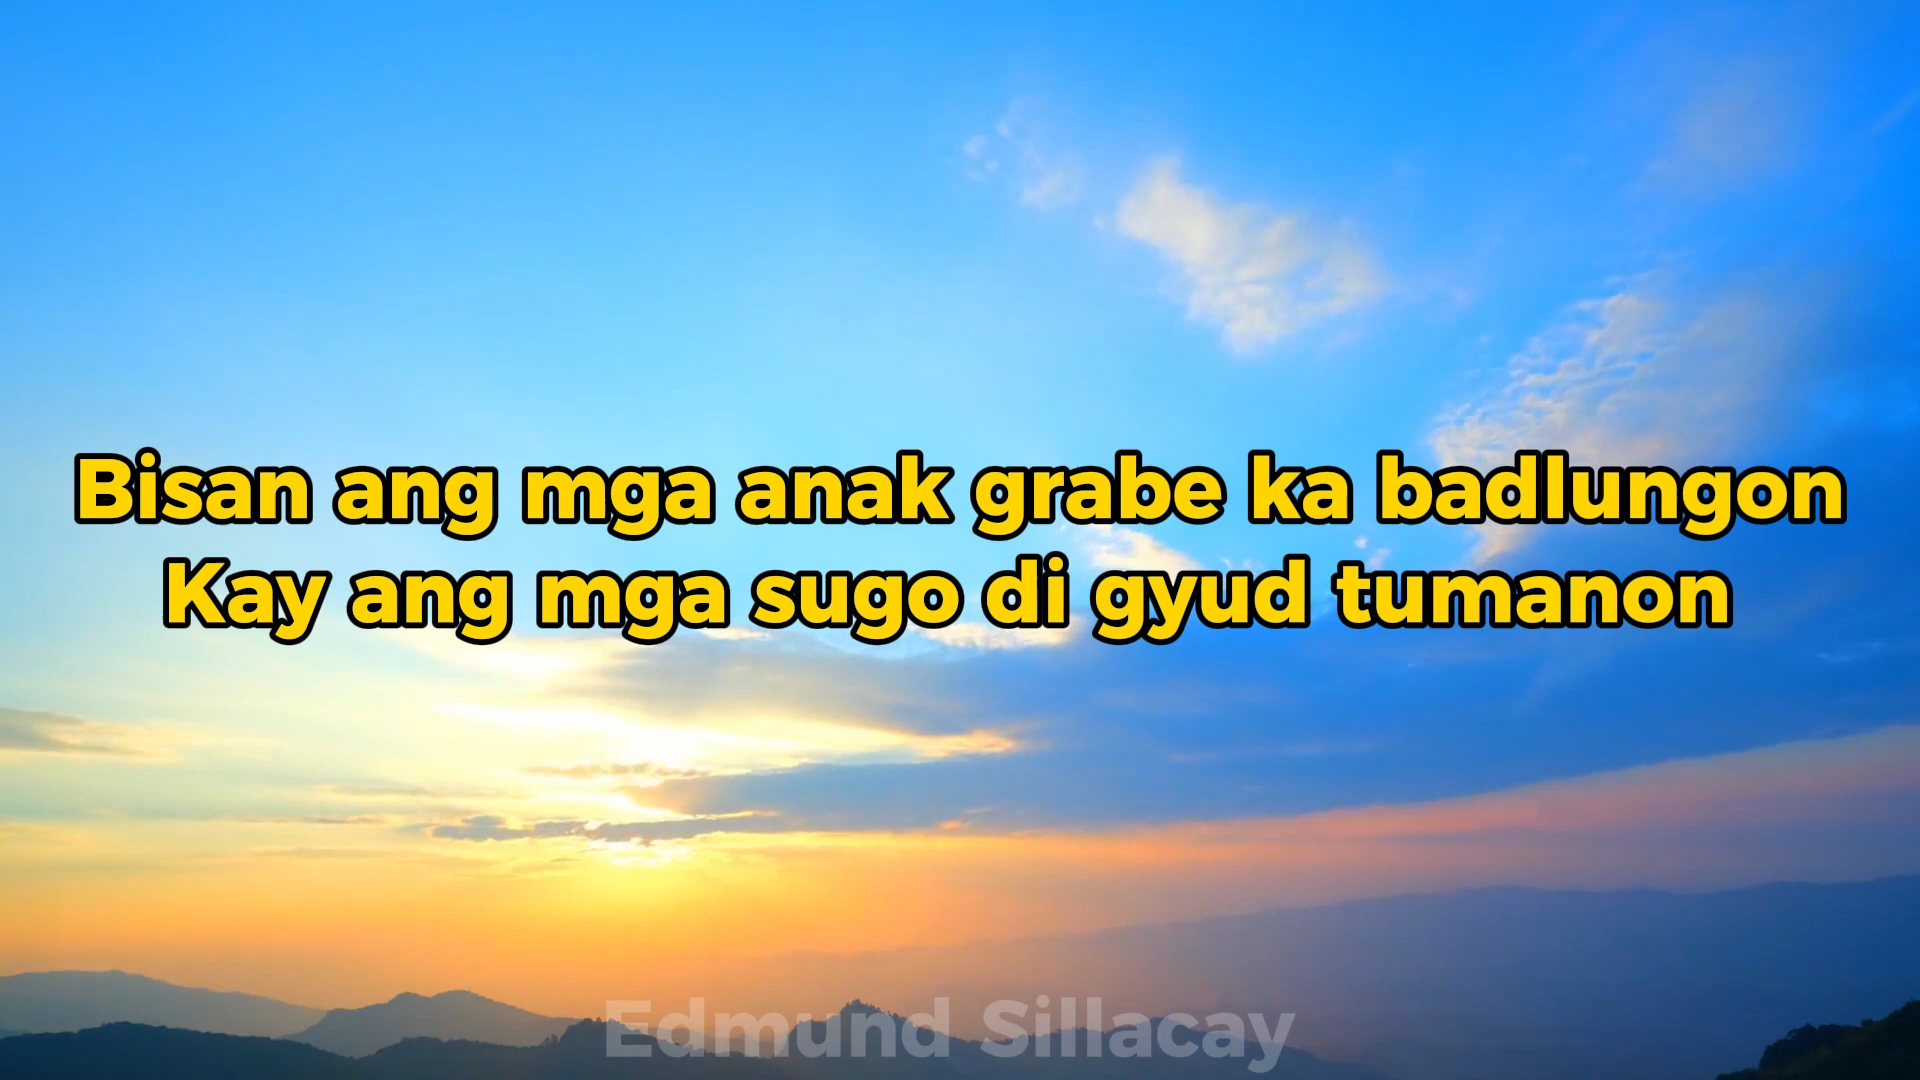 Bisan ang mga anak grabe ka badlungon
Kay ang mga sugo di gyud tumanon
Edmund Sillacay